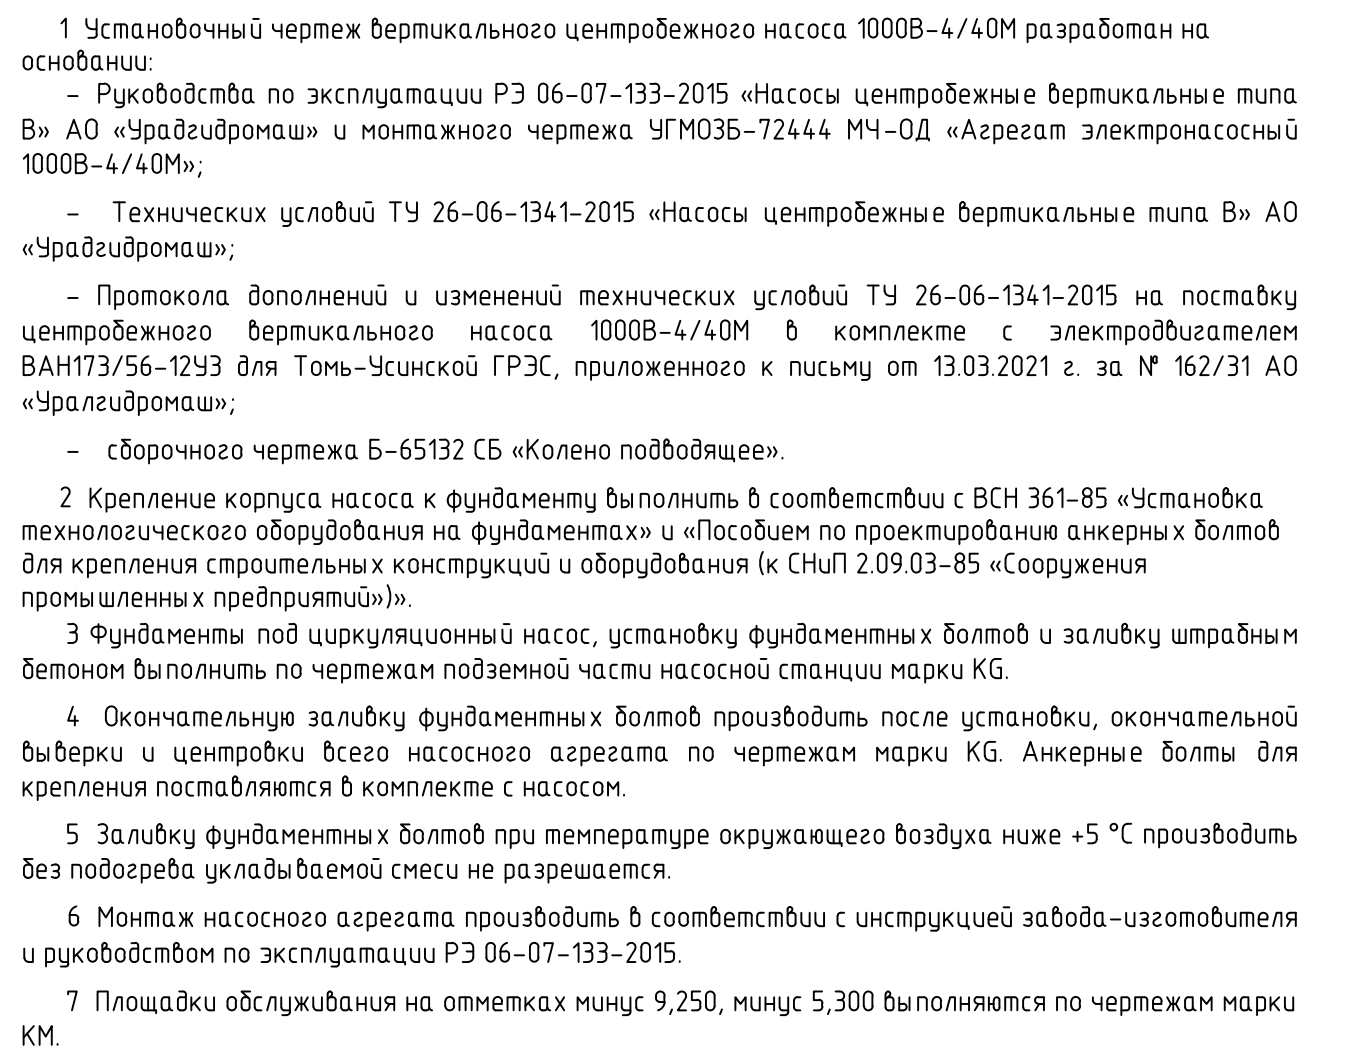 1 Установочный чертеж вертикального центробежного насоса 1000В-4/40М разработан на
основании:
- Руководства по эксплуатации РЭ 06-07-133-2015 «Насосы центробежные вертикальные типа
В» АО «Урадгидромаш» и монтажного чертежа УГМОЗБ-72444 МЧ-ОД «Агрегат электронасосный
1000В-4/40М»;
- Технических условий ТУ 26-06-1341-2015 «Насосы центробежные вертикальные типа В» АО
«Урадгидромаш»;
- Протокола дополнений и изменений технических условий ТУ 26-06-1341-2015 на поставку
центробежного вертикального насоса 1000В-4/40М в комплекте с электродвигателем
ВАН173/56-12УЗ для Томь-Усинской ГРЭС, приложенного к письму от 13.03.2021 г. за № 162/31 АО
«Уралгидромаш»;
- сборочного чертежа Б-65132 СБ «Колено подводящее».
2 Крепление корпуса насоса к фундаменту выполнить в соответствии с ВСН 361-85 «Установка
технологического оборудования на фундаментах» и «Пособием по проектированию анкерных болтов
для крепления строительных конструкций и оборудования (к СНиП 2.09.03-85 «Сооружения
промышленных предприятий»)».
3 Фундаменты под циркуляционный насос, установку фундаментных болтов и заливку штрабным
бетоном выполнить по чертежам подземной части насосной станции марки KG.
4 Окончательную заливку фундаментных болтов производить после установки, окончательной
выверки и центровки всего насосного агрегата по чертежам марки KG. Анкерные болты для
крепления поставляются в комплекте с насосом.
5 Заливку фундаментных болтов при температуре окружающего воздуха ниже +5 °С производить
без подогрева укладываемой смеси не разрешается.
6 Монтаж насосного агрегата производить в соответствии с инструкцией завода-изготовителя
и руководством по эксплуатации РЭ 06-07-133-2015.
7 Площадки обслуживания на отметках минус 9,250, минус 5,300 выполняются по чертежам марки
КМ.